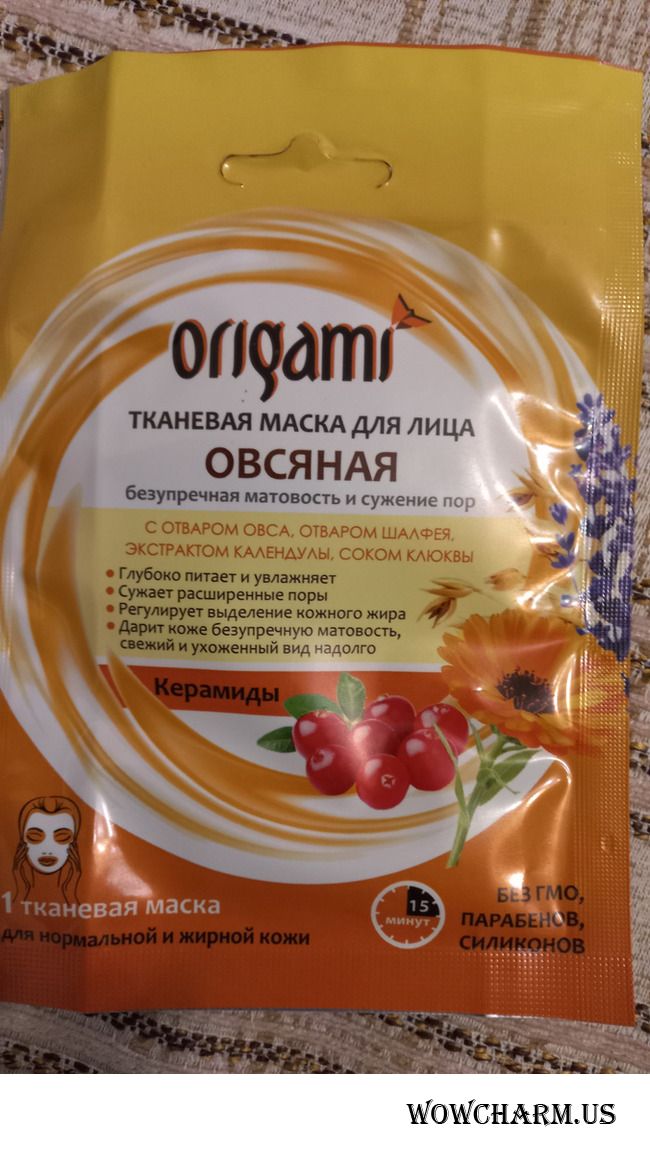 origami
ТКАНЕВАЯ МАСКА ДЛЯ ЛИЦА
ОВСЯНАЯ
безупречная матовость и сужение пор
С ОТВАРОМ ОВСА, ОТВАРОМ ШАЛФЕЯ,
ЭКСТРАКТОМ КАЛЕНДУЛЫ, СОКОМ КЛЮКВЫ
• Глубоко питает и увлажняет
• Сужает расширенные поры
• Регулирует выделение кожного жира
• Дарит коже безупречную матовость,
свежий и ухоженный вид надолго
Керамиды
1 тканевая маска
для нормальной и жирной кожи
15
минут
БЕЗ ГМО,
ПАРАБЕНОВ,
СИЛИКОНОВ
WOWCHARM.US